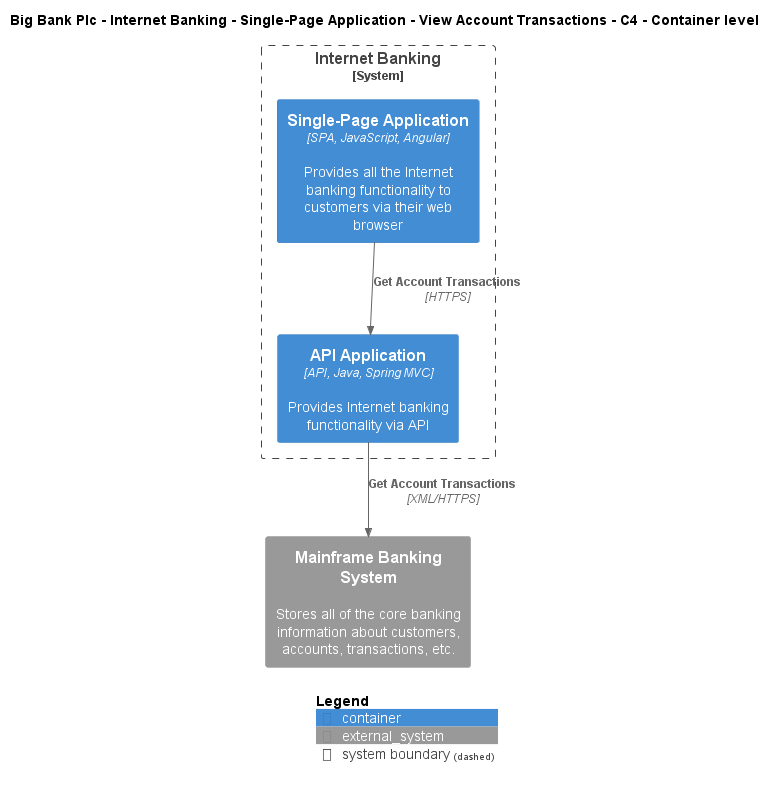 Big Bank Plc - Internet Banking - Single-Page Application - View Account Transactions - C4 - Container level
Internet Banking
[System]
Single-Page Application
[SPA, JavaScript, Angular]
Provides all the Internet
banking functionality to
customers via their web
browser
Get Account Transactions
[HTTPS]
API Application
[API, Java, Spring MVC]
Provides Internet banking
functionality via API
Get Account Transactions
[XML/HTTPS]
Mainframe Banking
System
Stores all of the core banking
information about customers,
accounts, transactions, etc.
Legend
container
external_system
system boundary (dashed)